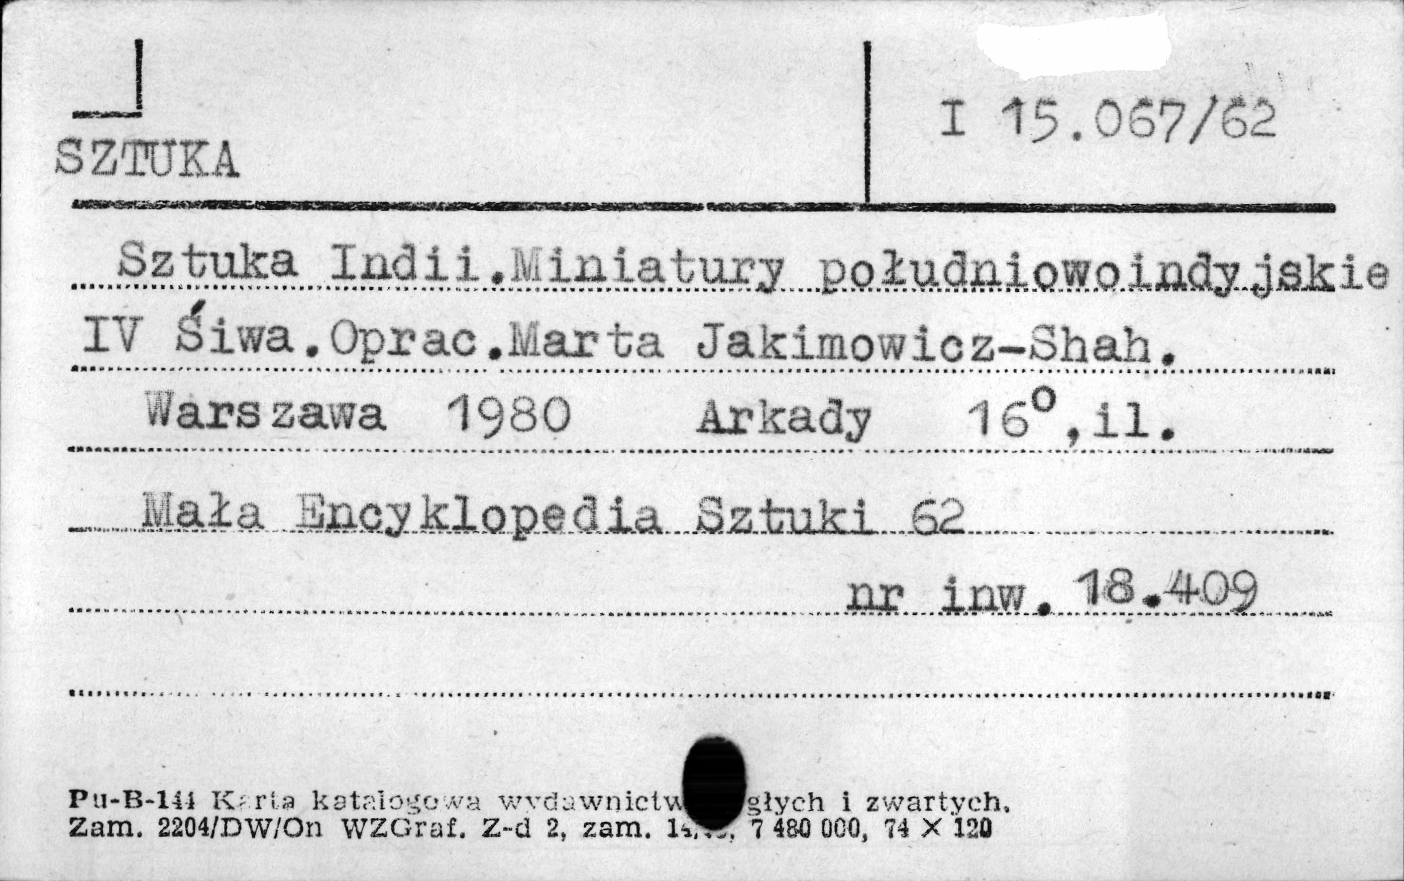 I 15.067/62
SZTUKA
Sztuka Indii.Miniatury południowoindyjskie
IV Śiwa.Oprac.Marta Jakimowicz-Shah.
Warszawa 1980 Arkady 16°,il.
Mała Encyklopedia Sztuki 62
nr inw. 18.409
Pu-B-144 Karta katalogowa wydawnictw głych i zwartych.
Zam. 2204/DW/On WZGraf. Z-d 2, zam. 7 480 000, 74 X 120